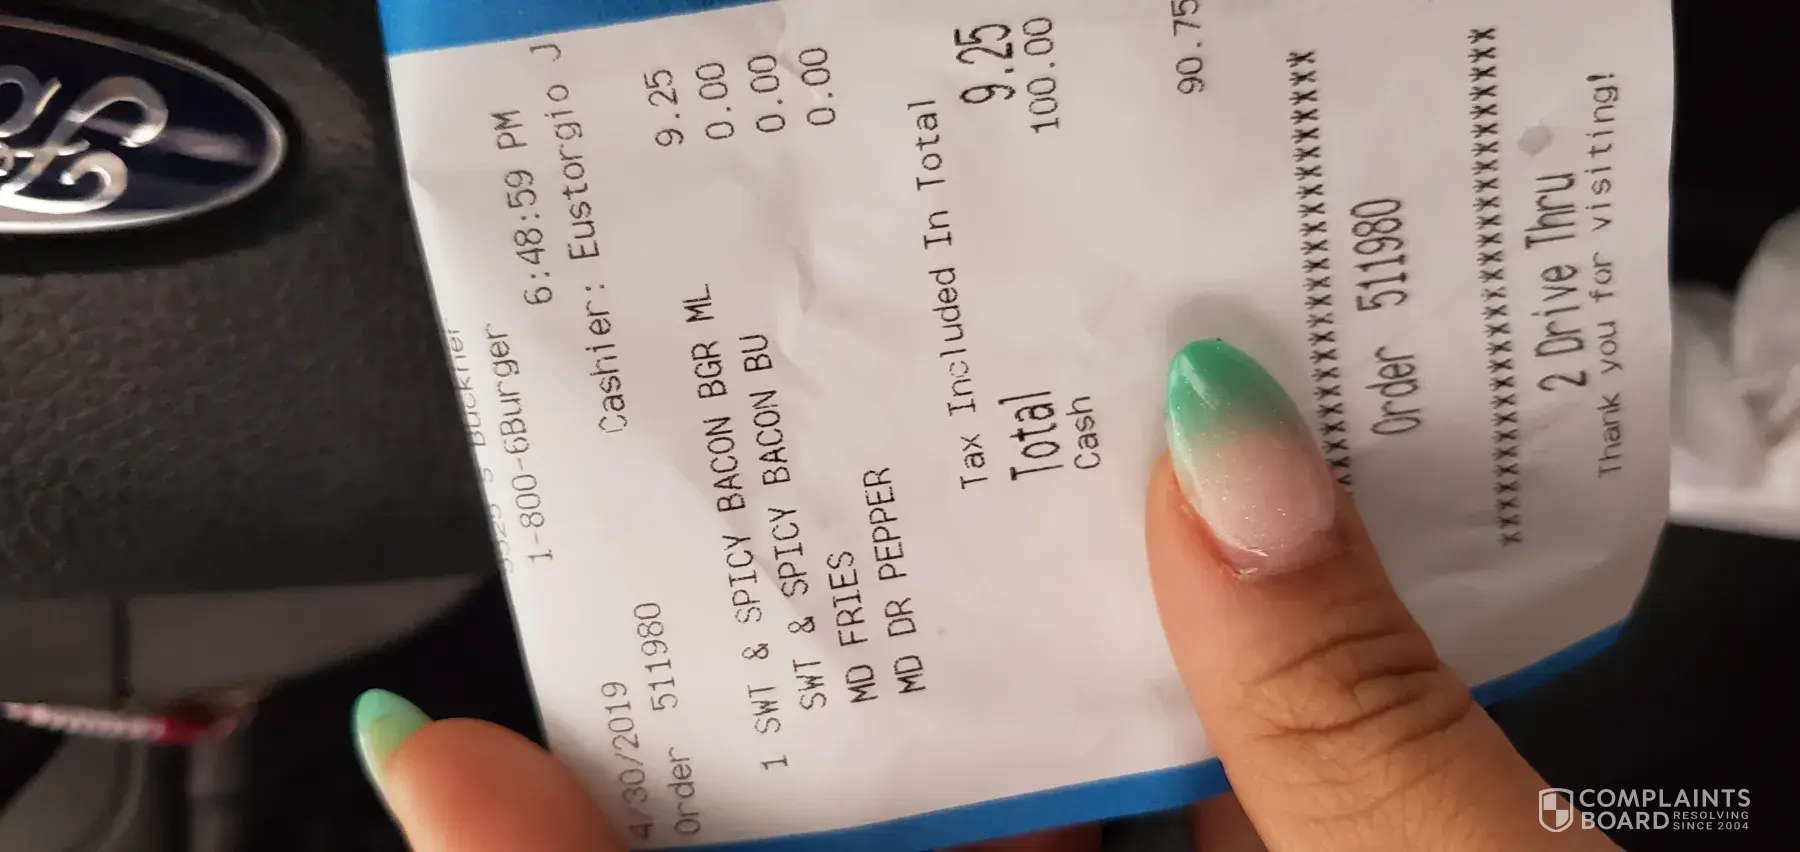 S Buckner
1-800-6Burger
4/30/2019 6:48:59 PM
Order 511980 Cashier: Eustorgio J
1 SWT & SPICY BACON BGR ML 9.25
SWT & SPICY BACON BU 0.00
MD FRIES 0.00
MD DR PEPPER 0.00
Tax Included In Total
Total 9.25
Cash 100.00
90.75
Order 511980
2 Drive Thru
Thank you for visiting!
COMPLAINTS
BOARD RESOLVING
SINCE 2004